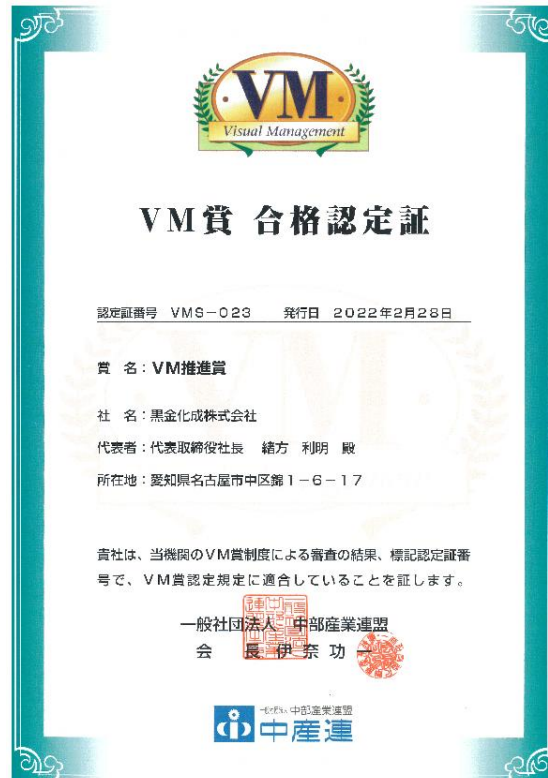 VM
Visual Management
VM賞 合格認定証
認定証番号 VMS-023 発行日 2022年2月28日
賞 名：VM推進賞
社 名：黒金化成株式会社
代表者：代表取締役社長 緒方 利明 殿
所在地：愛知県名古屋市中区錦1-6-17
貴社は、当機関のVM賞制度による審査の結果、標記認定証番
号で、VM賞認定規定に適合していることを証します。
一般社団法人 中部産業連盟
会 長 伊 奈 功 一
一般社団法人 中部産業連盟
中産連